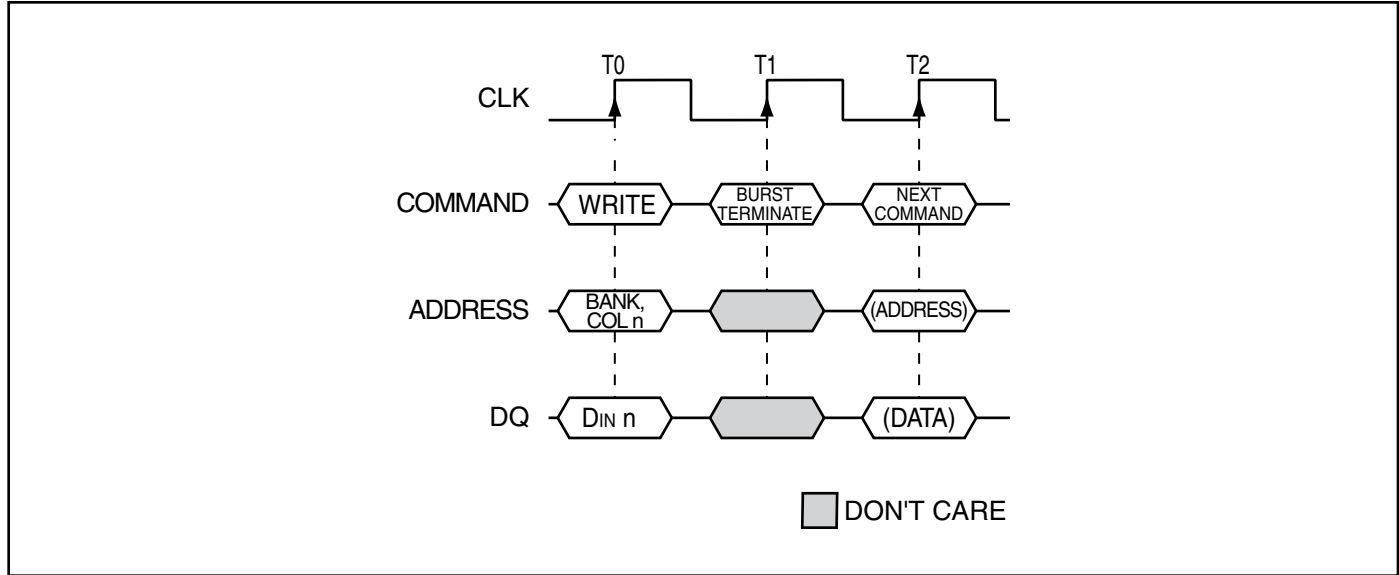 T0 T1 T2
CLK
COMMAND WRITE BURST TERMINATE NEXT COMMAND
ADDRESS BANK, COL n (ADDRESS)
DQ DIN n (DATA)
DON'T CARE